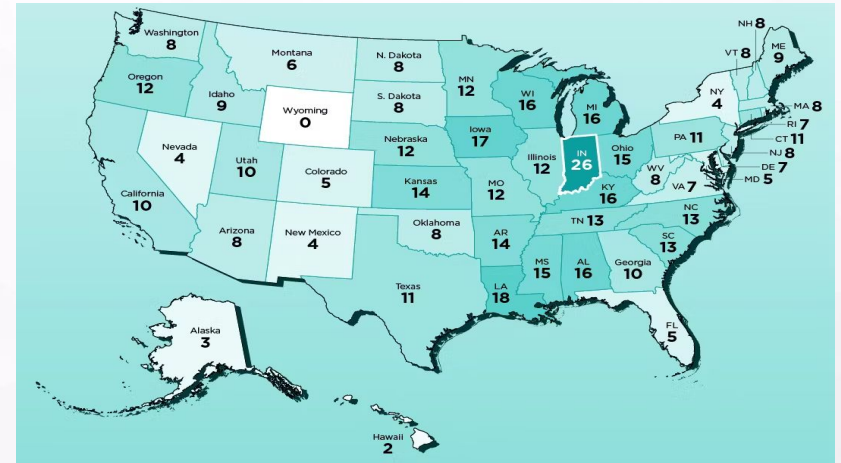 Washington
8
Oregon
12
California
10
Nevada
4
Idaho
9
Montana
6
Wyoming
0
Utah
10
Arizona
8
Colorado
5
New Mexico
4
N. Dakota
8
S. Dakota
8
Nebraska
12
Kansas
14
Oklahoma
8
Texas
11
MN
12
Iowa
17
MO
12
AR
14
LA
18
WI
16
Illinois
12
MS
15
MI
16
IN
26
KY
16
TN 13
AL
16
Ohio
15
WV
8
Georgia
10
FL
5
SC
13
NC
13
VA 7
PA 11
NY
4
VT 8
NH 8
ME
9
MA 8
RI 7
CT 11
NJ 8
DE 7
MD 5
Alaska
3
Hawaii
2